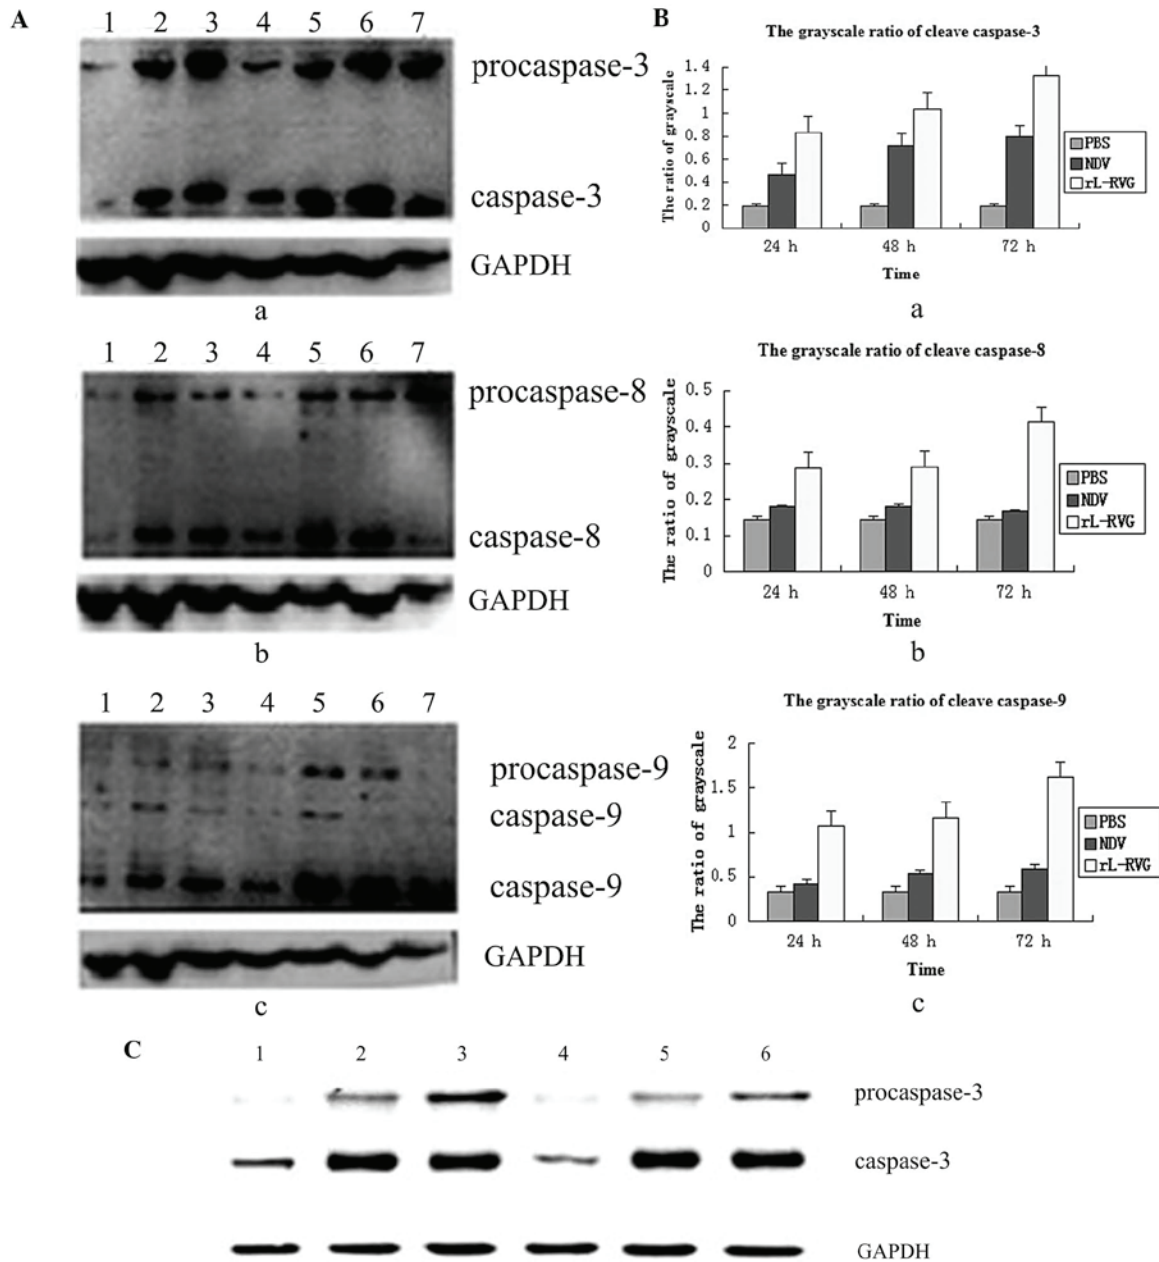 A
1 2 3 4 5 6 7
procaspase-3
caspase-3
GAPDH
a
1 2 3 4 5 6 7
procaspase-8
caspase-8
GAPDH
b
1 2 3 4 5 6 7
procaspase-9
caspase-9
caspase-9
GAPDH
c
B
The grayscale ratio of cleave caspase-3
The ratio of grayscale
1.4
1.2
1
0.8
0.6
0.4
0.2
0
24 h 48 h 72 h
Time
PBS
NDV
rL-RVG
a
The grayscale ratio of cleave caspase-8
The ratio of grayscale
0.5
0.4
0.3
0.2
0.1
0
24 h 48 h 72 h
Time
PBS
NDV
rL-RVG
b
The grayscale ratio of cleave caspase-9
The ratio of grayscale
2
1.5
1
0.5
0
24 h 48 h 72 h
Time
PBS
NDV
rL-RVG
c
C
1 2 3 4 5 6
procaspase-3
caspase-3
GAPDH